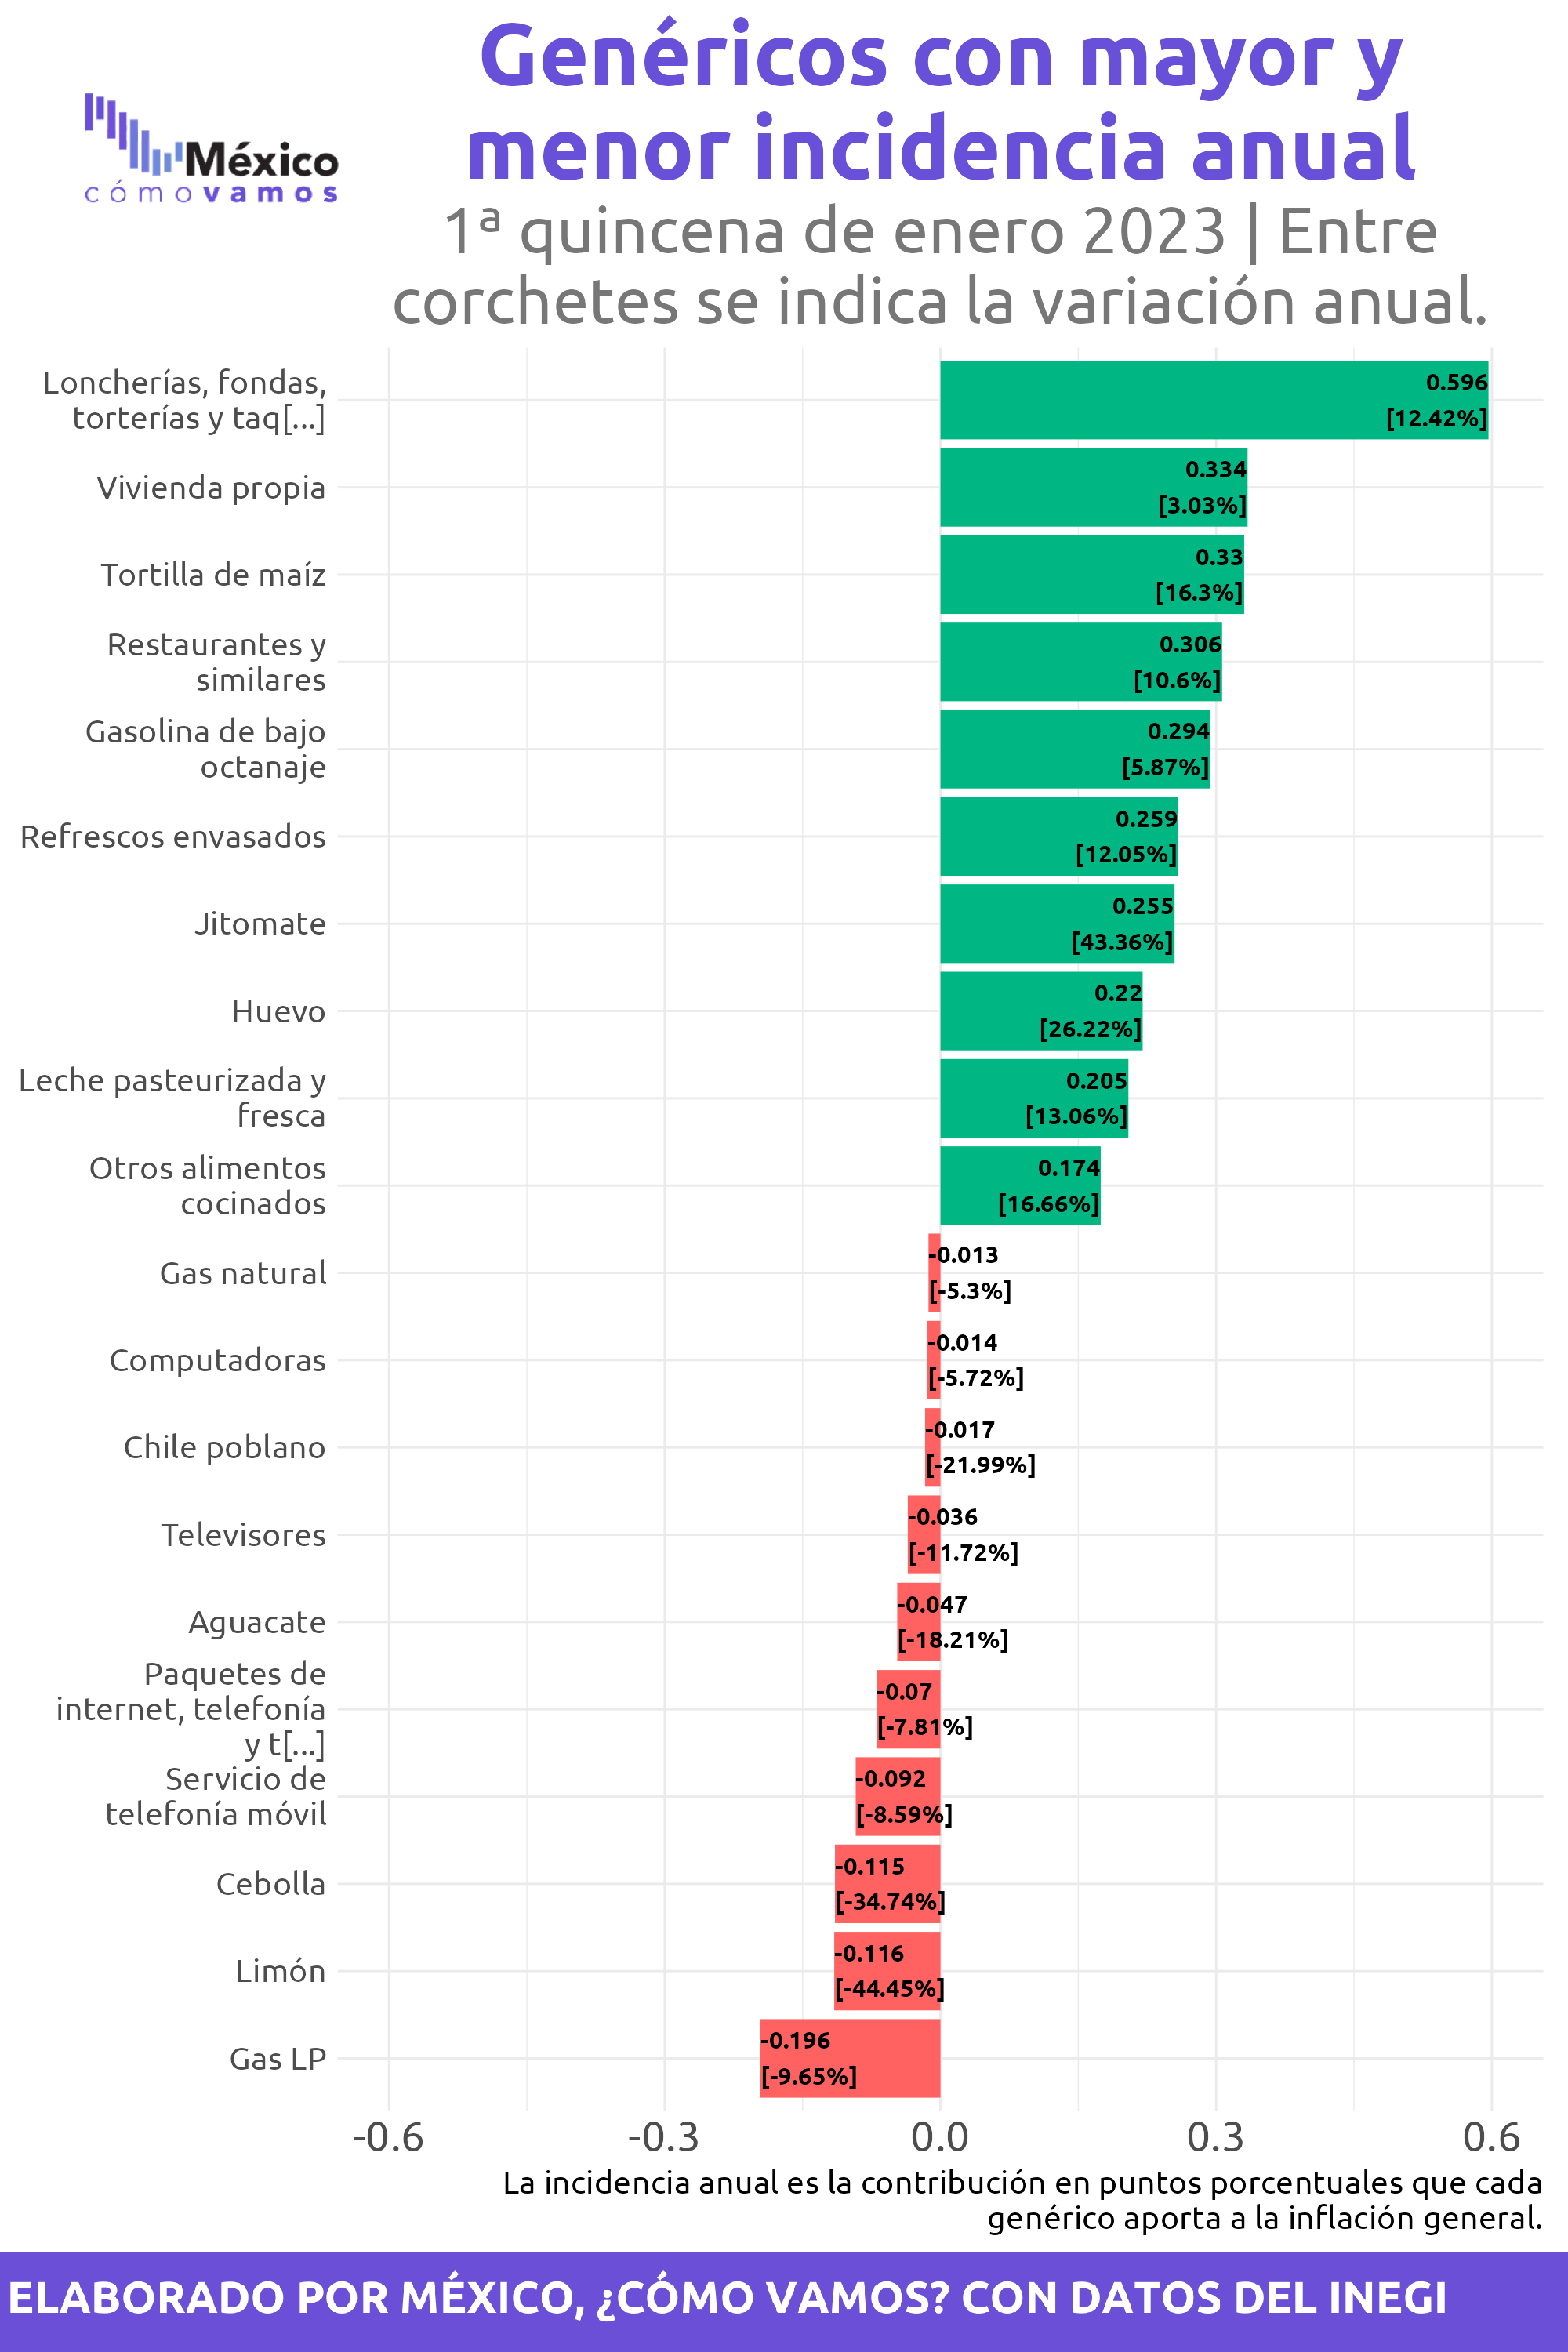 Genéricos con mayor y
menor incidencia anual
México
cómovamos
1ª quincena de enero 2023 | Entre
corchetes se indica la variación anual.
Loncherías, fondas,
torterías y taq[...]
0.596
[12.42%]
Vivienda propia
0.334
[3.03%]
Tortilla de maíz
0.33
[16.3%]
Restaurantes y
similares
0.306
[10.6%]
Gasolina de bajo
octanaje
0.294
[5.87%]
Refrescos envasados
0.259
[12.05%]
Jitomate
0.255
[43.36%]
Huevo
0.22
[26.22%]
Leche pasteurizada y
fresca
0.205
[13.06%]
Otros alimentos
cocinados
0.174
[16.66%]
Gas natural
-0.013
[-5.3%]
Computadoras
-0.014
[-5.72%]
Chile poblano
-0.017
[-21.99%]
Televisores
-0.036
[-11.72%]
Aguacate
-0.047
[-18.21%]
Paquetes de
internet, telefonía
y t[...]
-0.07
[-7.81%]
Servicio de
telefonía móvil
-0.092
[-8.59%]
Cebolla
-0.115
[-34.74%]
Limón
-0.116
[-44.45%]
Gas LP
-0.196
[-9.65%]
-0.6 -0.3 0.0 0.3 0.6
La incidencia anual es la contribución en puntos porcentuales que cada
genérico aporta a la inflación general.
ELABORADO POR MÉXICO, ¿CÓMO VAMOS? CON DATOS DEL INEGI